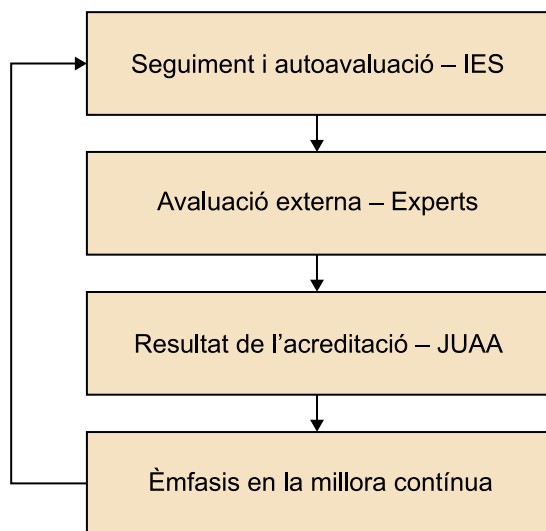 Seguiment i autoavaluació – IES
Avaluació externa – Experts
Resultat de l’acreditació – JUAA
Èmfasis en la millora contínua